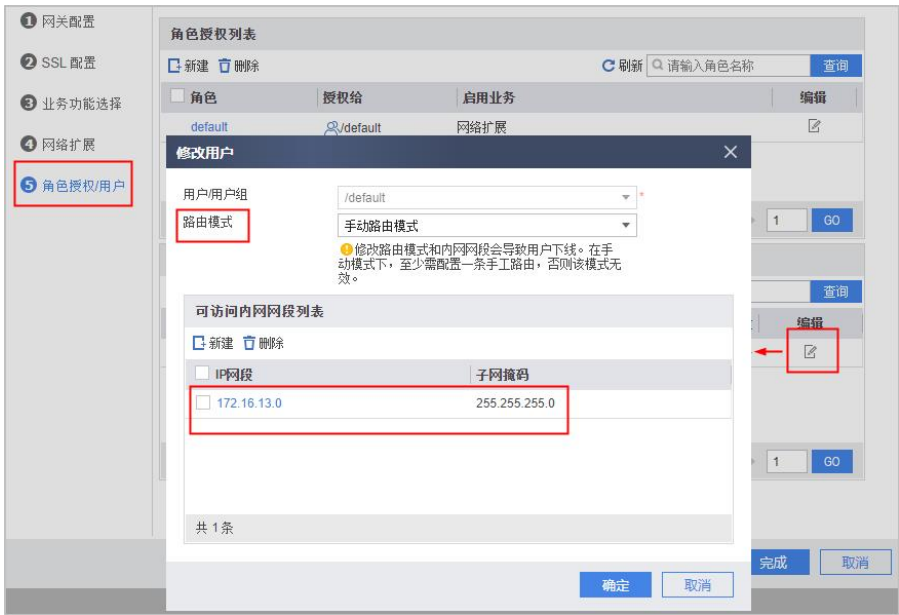 1 网关配置
2 SSL 配置
3 业务功能选择
4 网络扩展
5 角色授权/用户
角色授权列表
新建 删除 刷新 请输入角色名称 查询
角色 授权给 启用业务 编辑
default /default 网络扩展
修改用户
用户/用户组 /default *
路由模式 手动路由模式
修改路由模式和内网网段会导致用户下线。在手
动模式下，至少需配置一条手工路由，否则该模式无
效。
1 GO
可访问内网网段列表
查询
新建 删除
编辑
IP网段 子网掩码
172.16.13.0 255.255.255.0
1 GO
共 1 条
确定 取消
完成 取消